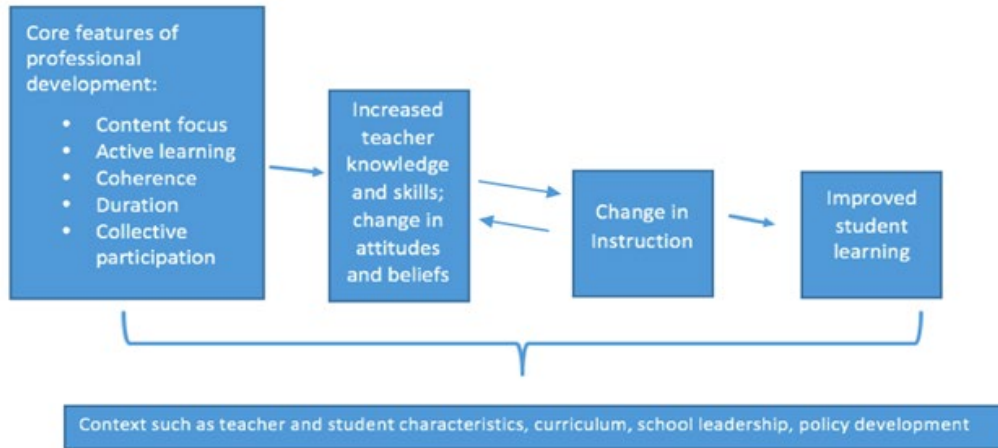 Core features of
professional
development:
• Content focus
• Active learning
• Coherence
• Duration
• Collective
participation
Increased
teacher
knowledge
and skills;
change in
attitudes
and beliefs
Change in
Instruction
Improved
student
learning
Context such as teacher and student characteristics, curriculum, school leadership, policy development